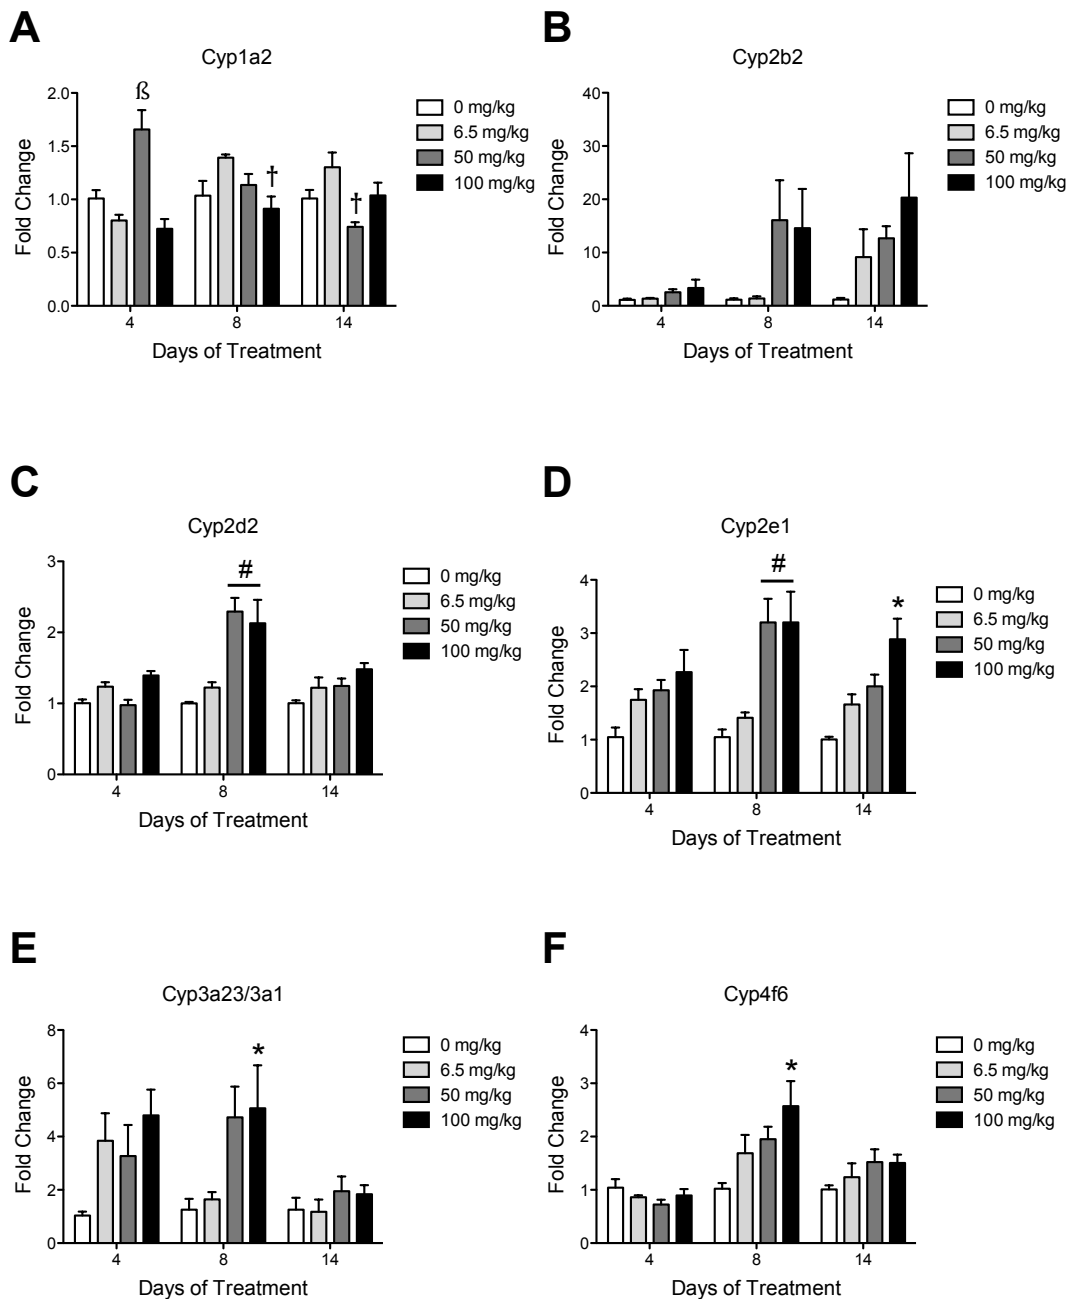 A
Cyp1a2
Fold Change
2.0
1.5
1.0
0.5
0.0
ß
†
†
4
8
14
Days of Treatment
0 mg/kg
6.5 mg/kg
50 mg/kg
100 mg/kg
B
Cyp2b2
Fold Change
40
30
20
10
0
4
8
14
Days of Treatment
0 mg/kg
6.5 mg/kg
50 mg/kg
100 mg/kg
C
Cyp2d2
Fold Change
3
2
1
0
#
4
8
14
Days of Treatment
0 mg/kg
6.5 mg/kg
50 mg/kg
100 mg/kg
D
Cyp2e1
Fold Change
4
3
2
1
0
#
*
4
8
14
Days of Treatment
0 mg/kg
6.5 mg/kg
50 mg/kg
100 mg/kg
E
Cyp3a23/3a1
Fold Change
8
6
4
2
0
*
4
8
14
Days of Treatment
0 mg/kg
6.5 mg/kg
50 mg/kg
100 mg/kg
F
Cyp4f6
Fold Change
4
3
2
1
0
*
4
8
14
Days of Treatment
0 mg/kg
6.5 mg/kg
50 mg/kg
100 mg/kg